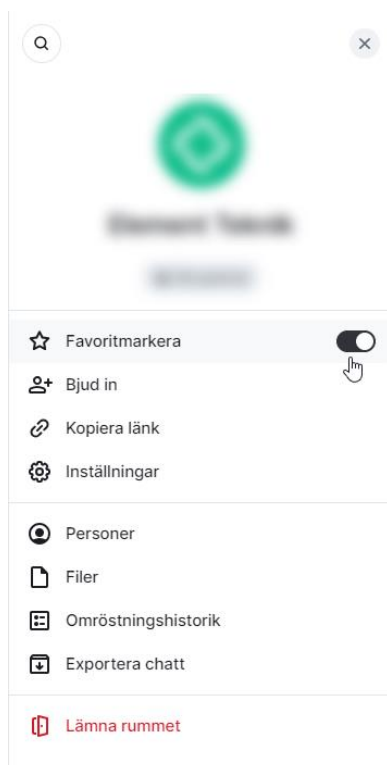 Favoritmarkera
Bjud in
Kopiera länk
Inställningar
Personer
Filer
Omröstningshistorik
Exportera chatt
Lämna rummet